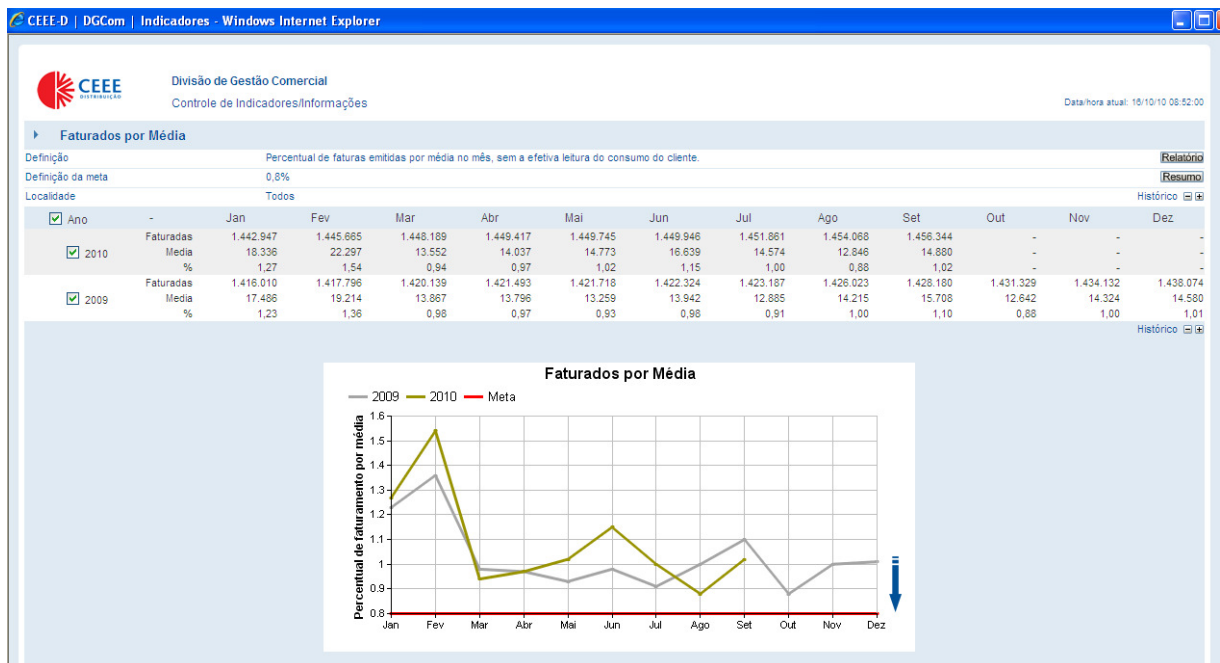 CEEE-D | DGCom | Indicadores - Windows Internet Explorer
CEEE
DISTRIBUIÇÃO
Divisão de Gestão Comercial
Controle de Indicadores/Informações
Data/hora atual: 16/10/10 08:52:00
Faturados por Média
Definição Percentual de faturas emitidas por média no mês, sem a efetiva leitura do consumo do cliente. Relatório
Definição da meta 0,8% Resumo
Localidade Todos Histórico
Ano - Jan Fev Mar Abr Mai Jun Jul Ago Set Out Nov Dez
Faturadas 1.442.947 1.445.665 1.448.189 1.449.417 1.449.745 1.449.946 1.451.861 1.454.068 1.456.344 - - -
2010 Media 18.336 22.297 13.552 14.037 14.773 16.639 14.574 12.846 14.880 - - -
% 1,27 1,54 0,94 0,97 1,02 1,15 1,00 0,88 1,02 - - -
Faturadas 1.416.010 1.417.796 1.420.139 1.421.493 1.421.718 1.422.324 1.423.187 1.426.023 1.428.180 1.431.329 1.434.132 1.438.074
2009 Media 17.486 19.214 13.867 13.796 13.259 13.942 12.885 14.215 15.708 12.642 14.324 14.580
% 1,23 1,36 0,98 0,97 0,93 0,98 0,91 1,00 1,10 0,88 1,00 1,01
Histórico
Faturados por Média
2009 2010 Meta
Percentual de faturamento por média
1.6
1.5
1.4
1.3
1.2
1.1
1
0.9
0.8
Jan Fev Mar Abr Mai Jun Jul Ago Set Out Nov Dez